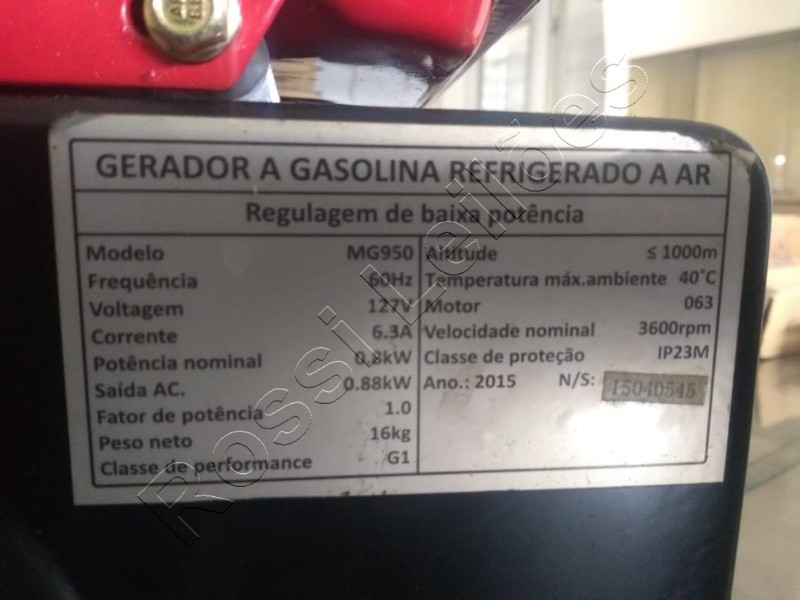 GERADOR A GASOLINA REFRIGERADO A AR
Regulagem de baixa potência
Modelo MG950
Frequência 60Hz
Voltagem 127V
Corrente 6.3A
Potência nominal 0,8kW
Saída AC. 0.88kW
Fator de potência 1.0
Peso neto 16kg
Classe de performance G1
Altitude ≤ 1000m
Temperatura máx.ambiente 40°C
Motor 063
Velocidade nominal 3600rpm
Classe de proteção IP23M
Ano.: 2015 N/S: 15040545
Rossi Leilões